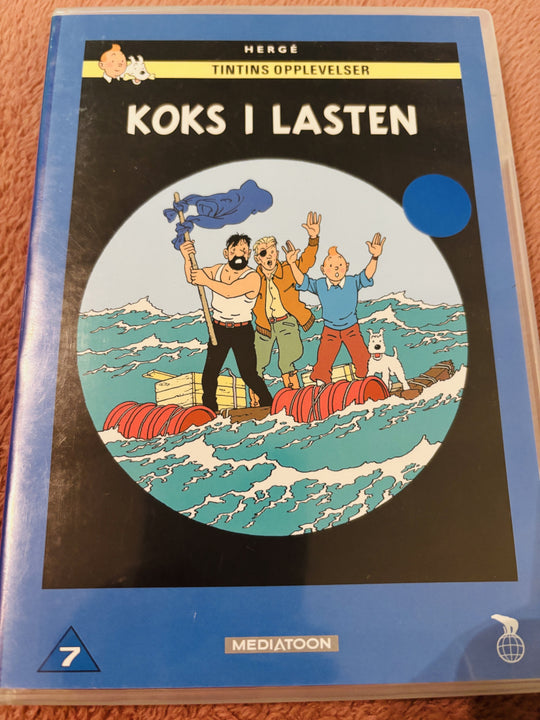 HERGÉ
TINTINS OPPLEVELSER
KOKS I LASTEN
7
MEDIATOON